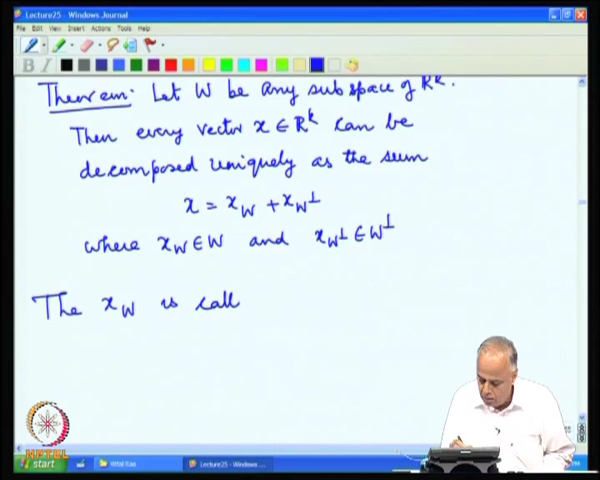 Lecture25 - Windows Journal
File Edit View Insert Actions Tools Help
B I
Theorem: Let W be any subspace of ℝᵏ.
Then every vector x ∈ ℝᵏ can be
decomposed uniquely as the sum
x = x_W + x_W⊥
where x_W ∈ W and x_W⊥ ∈ W⊥
The x_W is call
NPTEL
start Vittal Rao Lecture25 - Windows ...